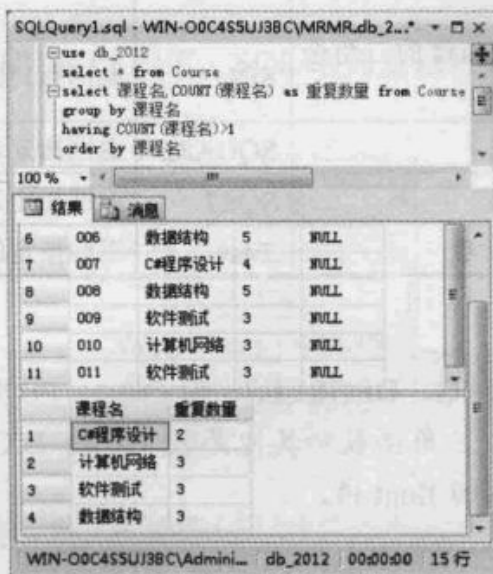 SQLQuery1.sql - WIN-O0C4S5UJ3BC\MRMR.db_2...*
use db_2012
select * from Course
select 课程名,COUNT(课程名) as 重复数量 from Course
group by 课程名
having COUNT(课程名)>1
order by 课程名
100 %
结果 消息
6 006 数据结构 5 NULL
7 007 C#程序设计 4 NULL
8 008 数据结构 5 NULL
9 009 软件测试 3 NULL
10 010 计算机网络 3 NULL
11 011 软件测试 3 NULL
课程名 重复数量
1 C#程序设计 2
2 计算机网络 3
3 软件测试 3
4 数据结构 3
WIN-O0C4S5UJ3BC\Admini... db_2012 00:00:00 15 行